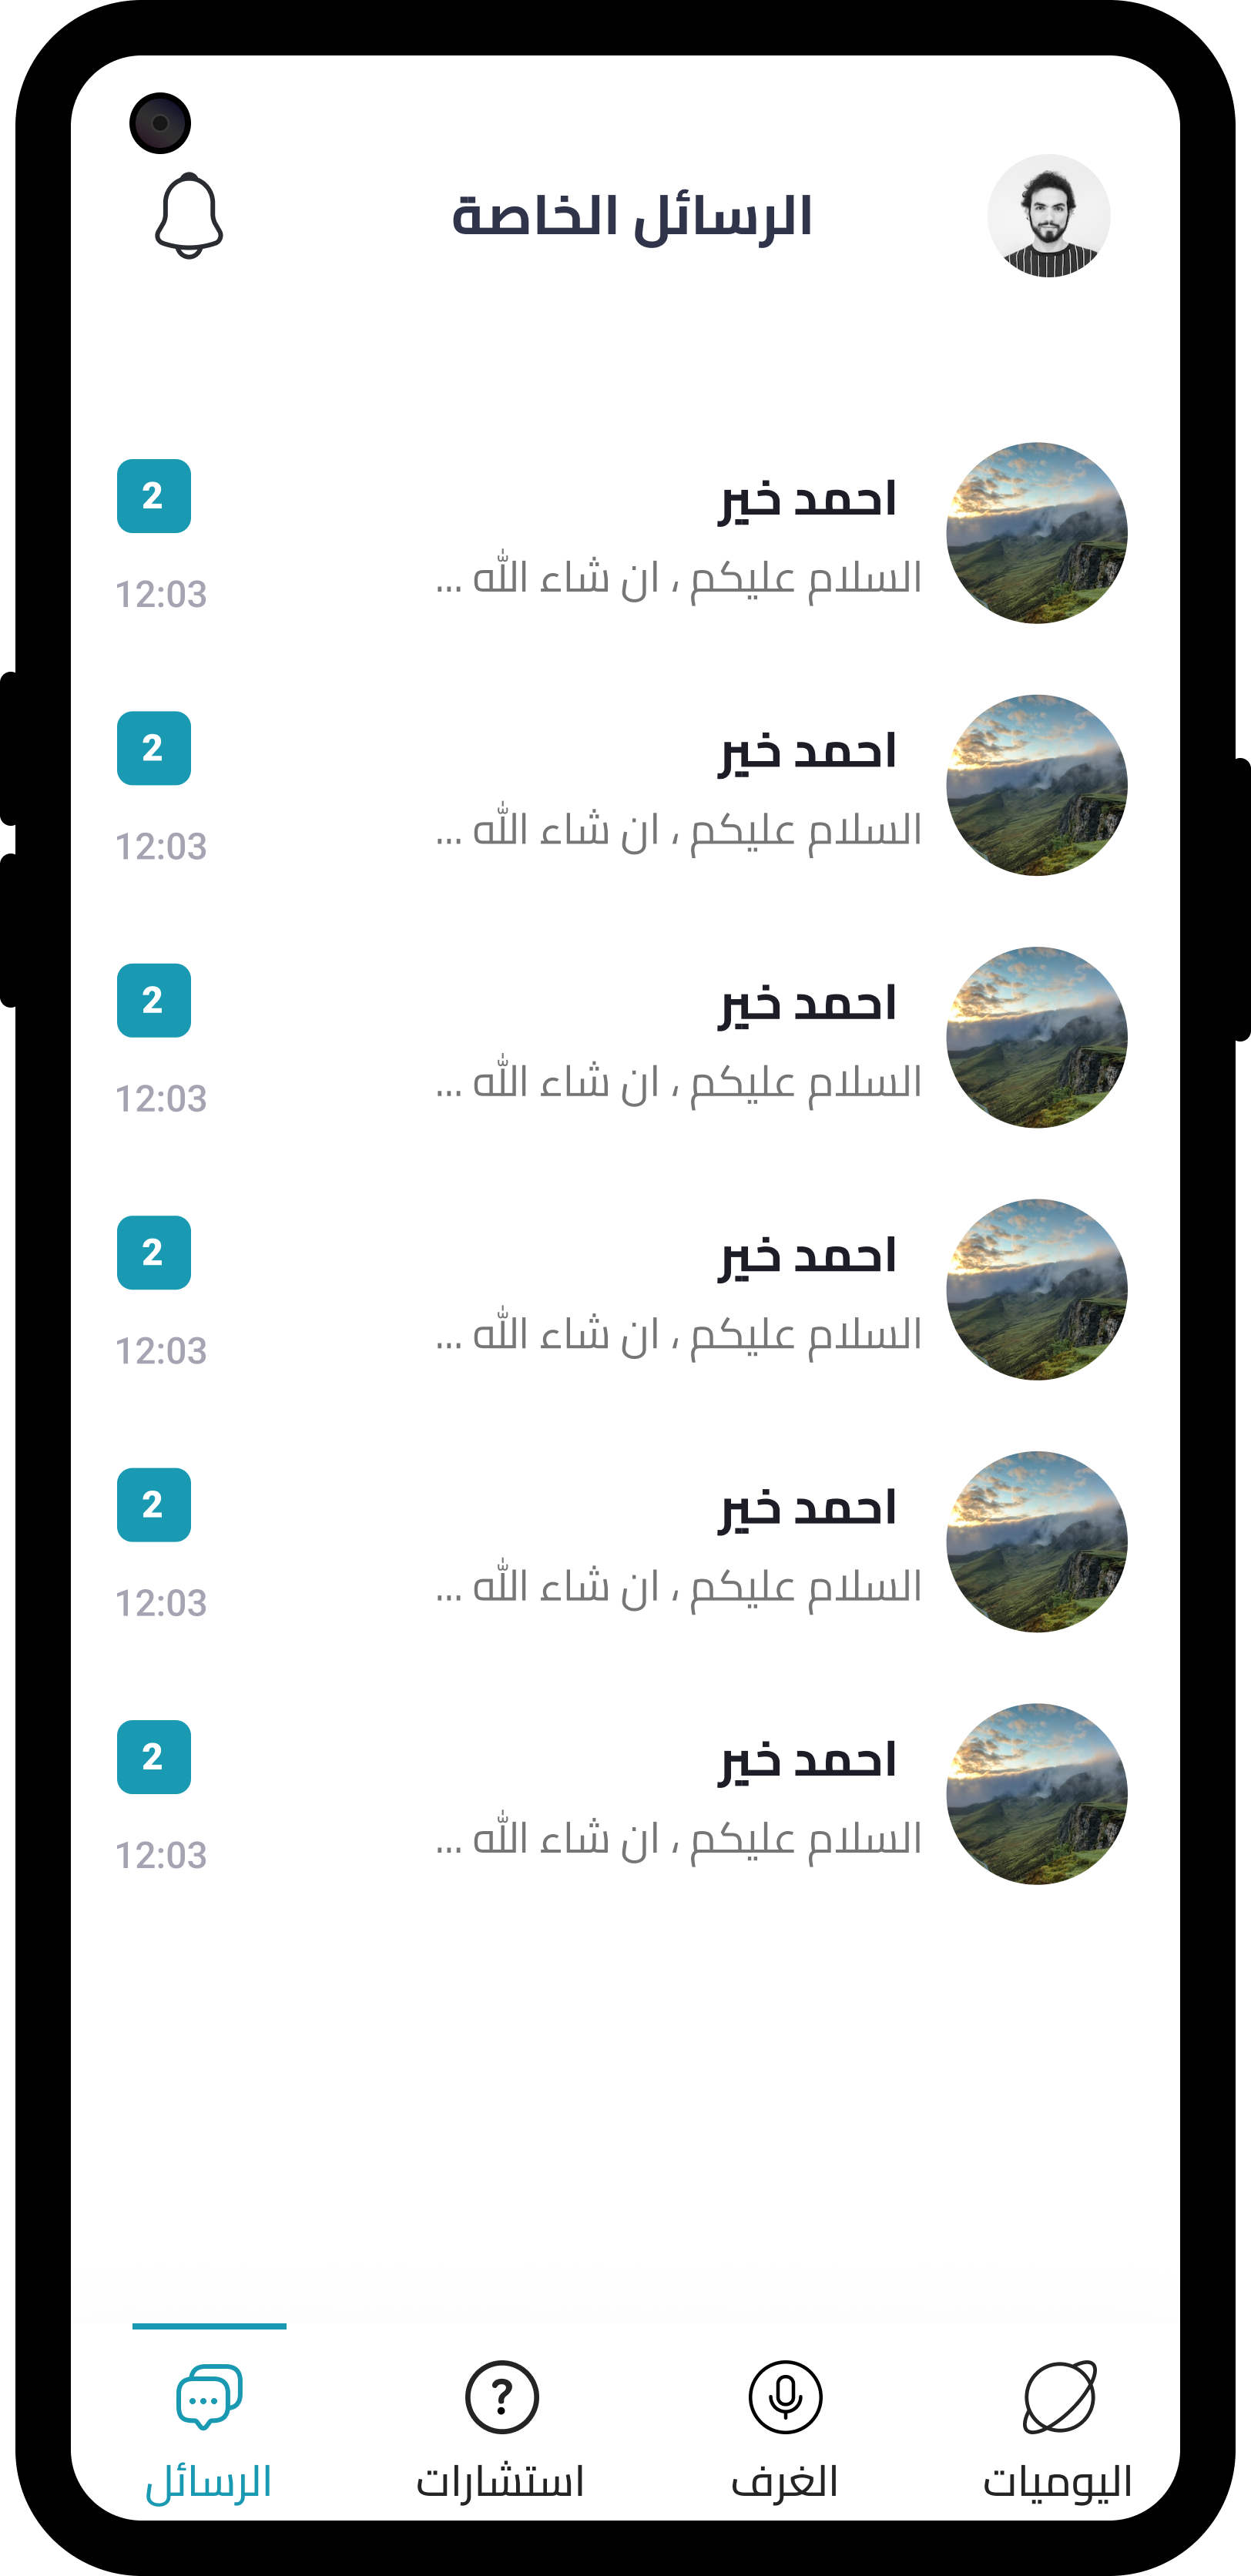 الرسائل الخاصة
احمد خير
2
السلام عليكم ، ان شاء الله ...
12:03
احمد خير
2
السلام عليكم ، ان شاء الله ...
12:03
احمد خير
2
السلام عليكم ، ان شاء الله ...
12:03
احمد خير
2
السلام عليكم ، ان شاء الله ...
12:03
احمد خير
2
السلام عليكم ، ان شاء الله ...
12:03
احمد خير
2
السلام عليكم ، ان شاء الله ...
12:03
اليوميات
الغرف
استشارات
الرسائل